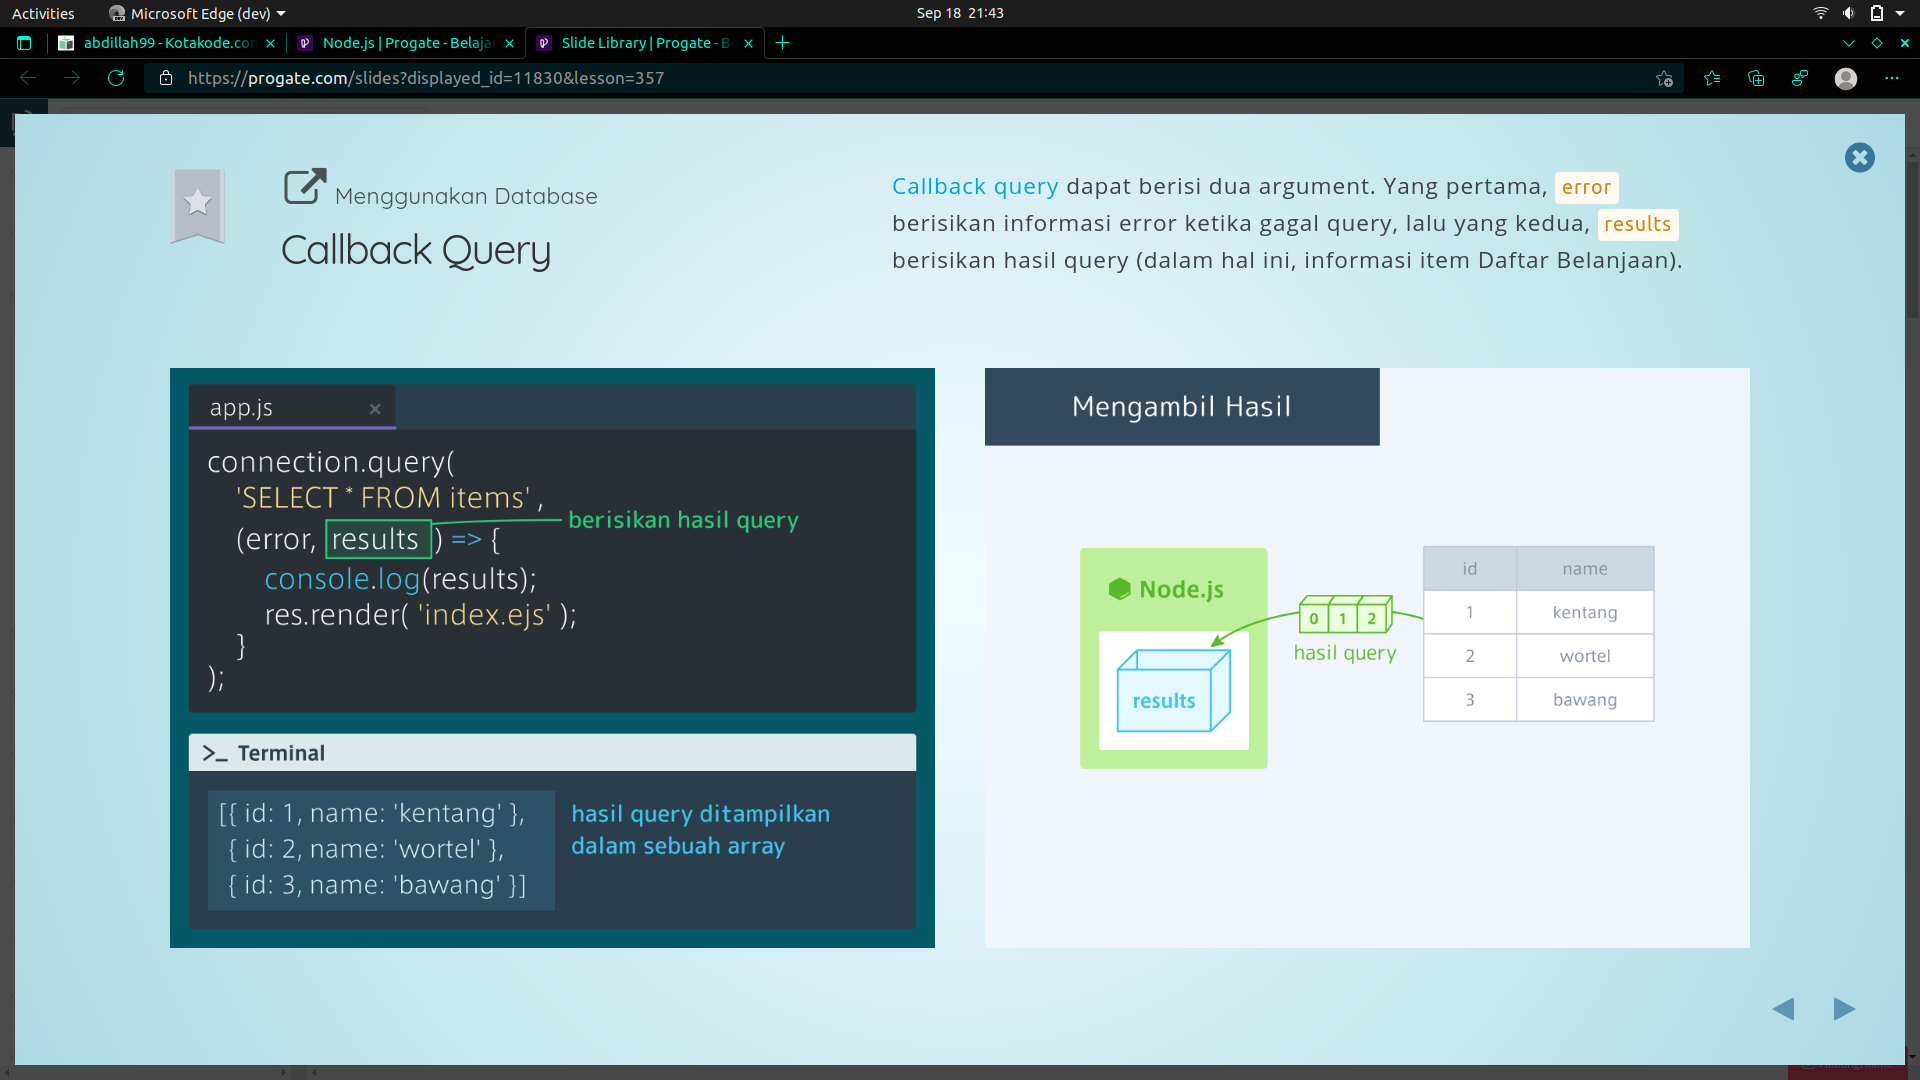 Activities
Microsoft Edge (dev)
Sep 18 21:43
abdillah99 - Kotakode.con
Node.js | Progate - Belaja
Slide Library | Progate - B
https://progate.com/slides?displayed_id=11830&lesson=357
Menggunakan Database
Callback Query
Callback query dapat berisi dua argument. Yang pertama, error
berisikan informasi error ketika gagal query, lalu yang kedua, results
berisikan hasil query (dalam hal ini, informasi item Daftar Belanjaan).
app.js
connection.query(
'SELECT * FROM items' ,
(error, results ) => {
berisikan hasil query
console.log(results);
res.render( 'index.ejs' );
}
);
>_ Terminal
[{ id: 1, name: 'kentang' },
{ id: 2, name: 'wortel' },
{ id: 3, name: 'bawang' }]
hasil query ditampilkan
dalam sebuah array
Mengambil Hasil
Node.js
results
0 1 2
hasil query
id name
1 kentang
2 wortel
3 bawang